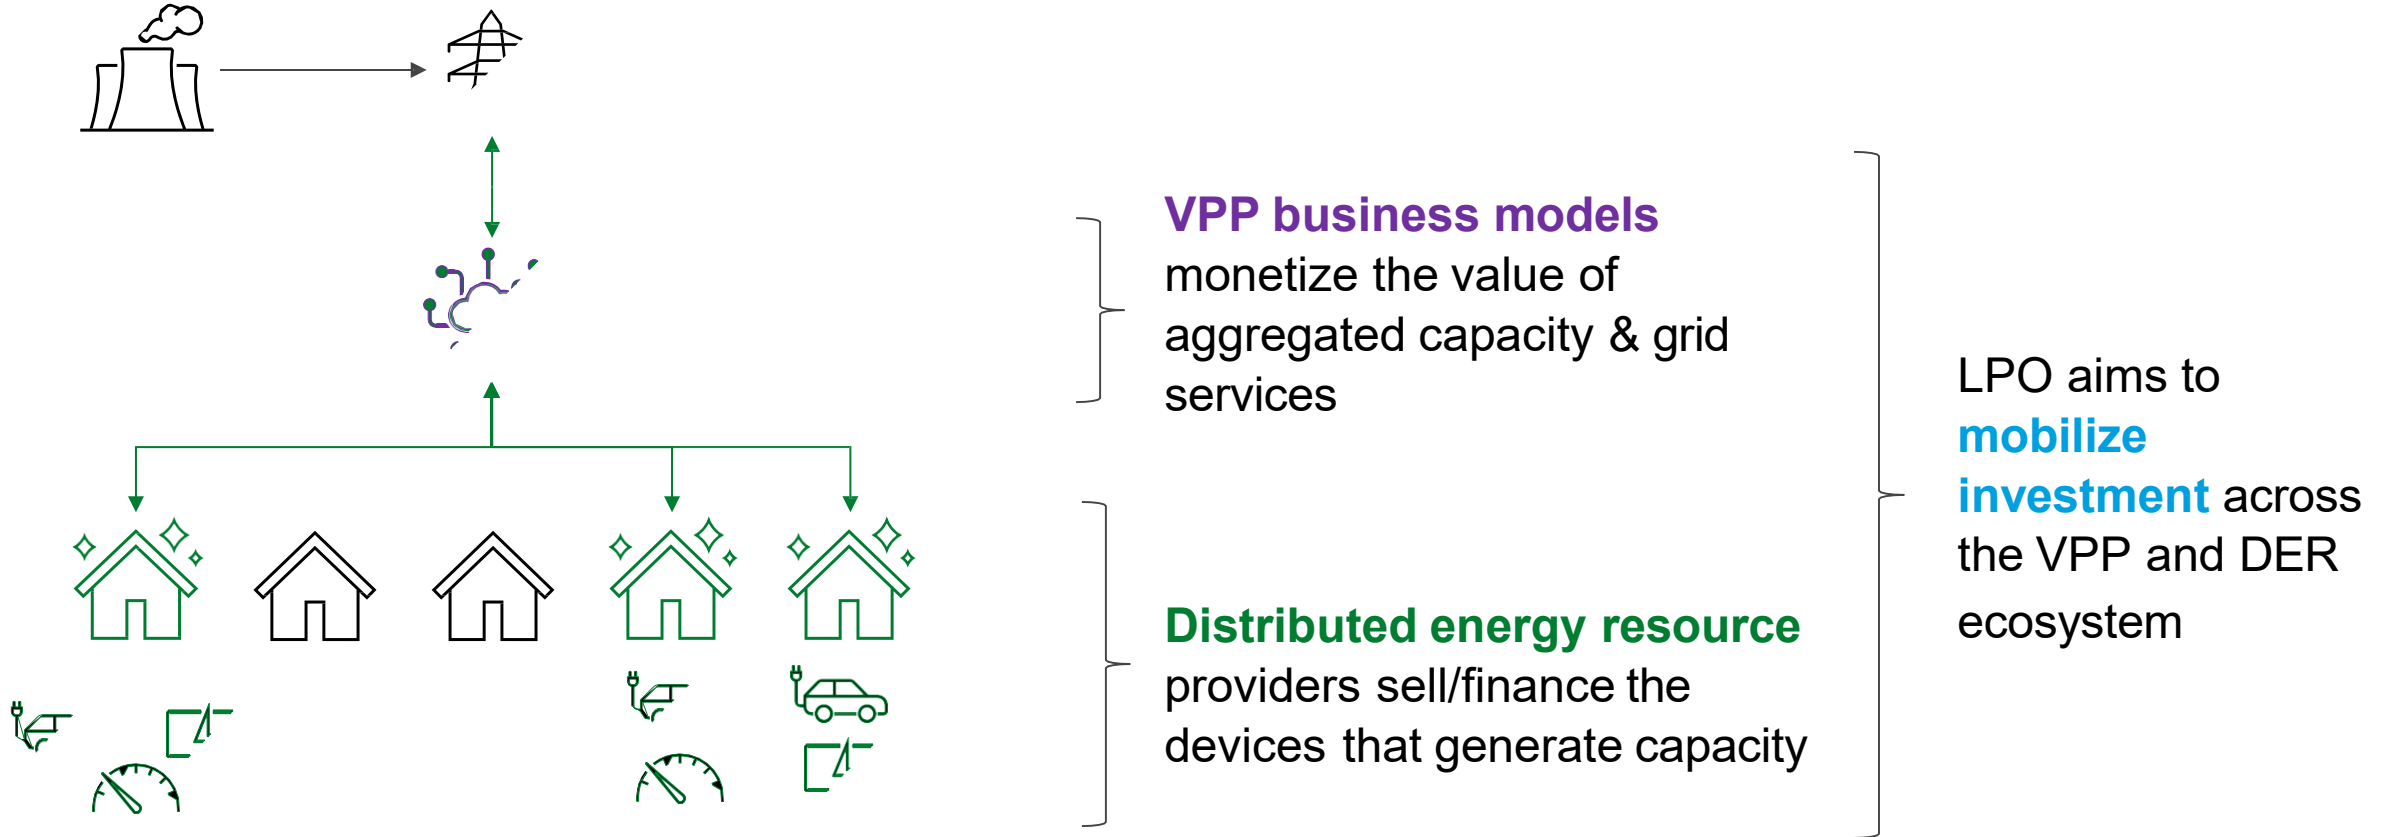 VPP business models
monetize the value of
aggregated capacity & grid
services
Distributed energy resource
providers sell/finance the
devices that generate capacity
LPO aims to
mobilize
investment across
the VPP and DER
ecosystem